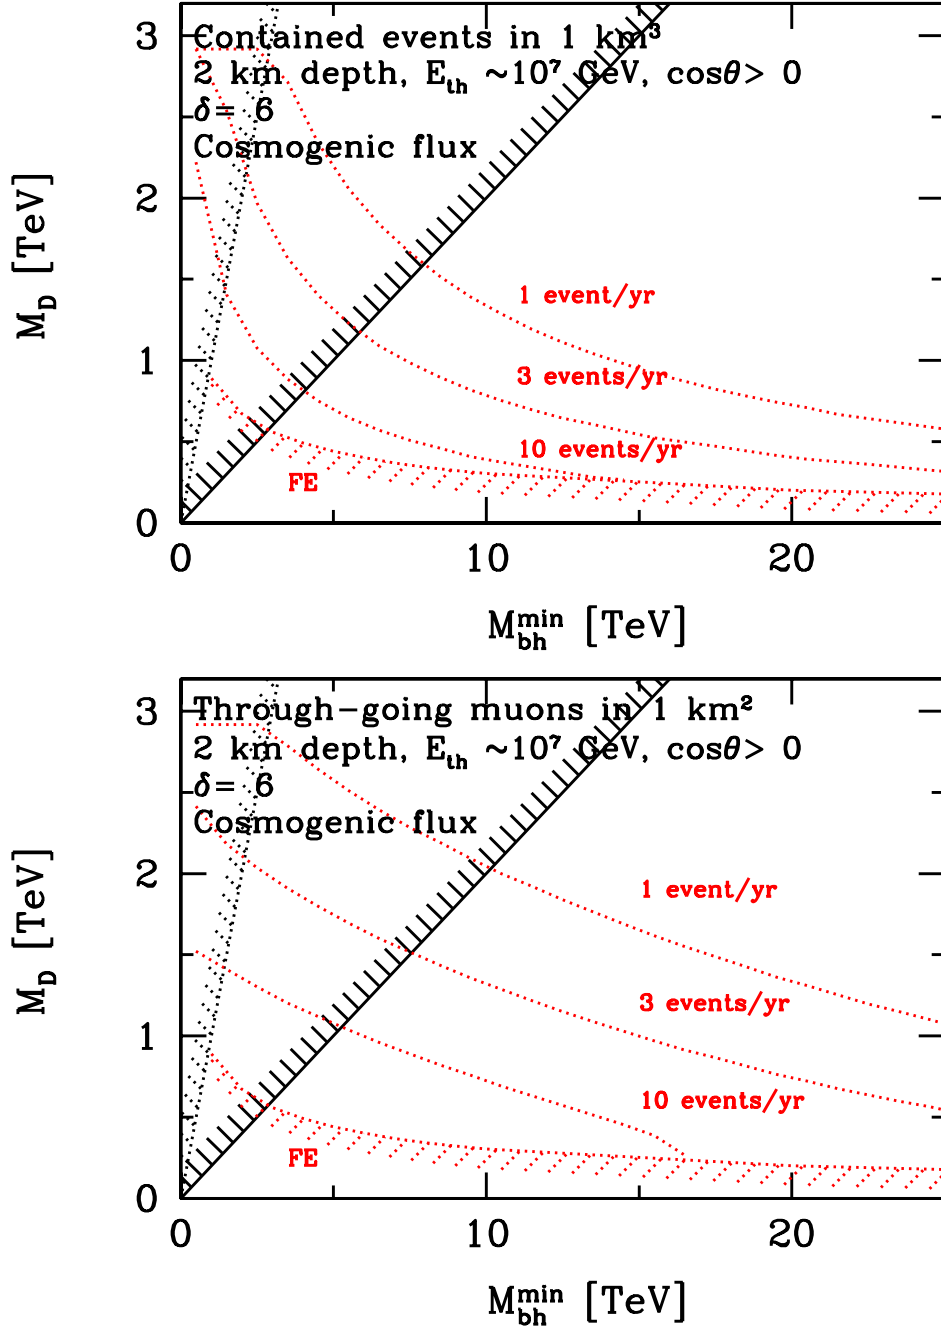 Contained events in 1 km³
2 km depth, E_th ~10⁷ GeV, cosθ> 0
δ= 6
Cosmogenic flux
3
2
1
0
M_D [TeV]
1 event/yr
3 events/yr
10 events/yr
FE
0 10 20
M_bh^min [TeV]
Through-going muons in 1 km²
2 km depth, E_th ~10⁷ GeV, cosθ> 0
δ= 6
Cosmogenic flux
3
2
1
0
M_D [TeV]
1 event/yr
3 events/yr
10 events/yr
FE
0 10 20
M_bh^min [TeV]